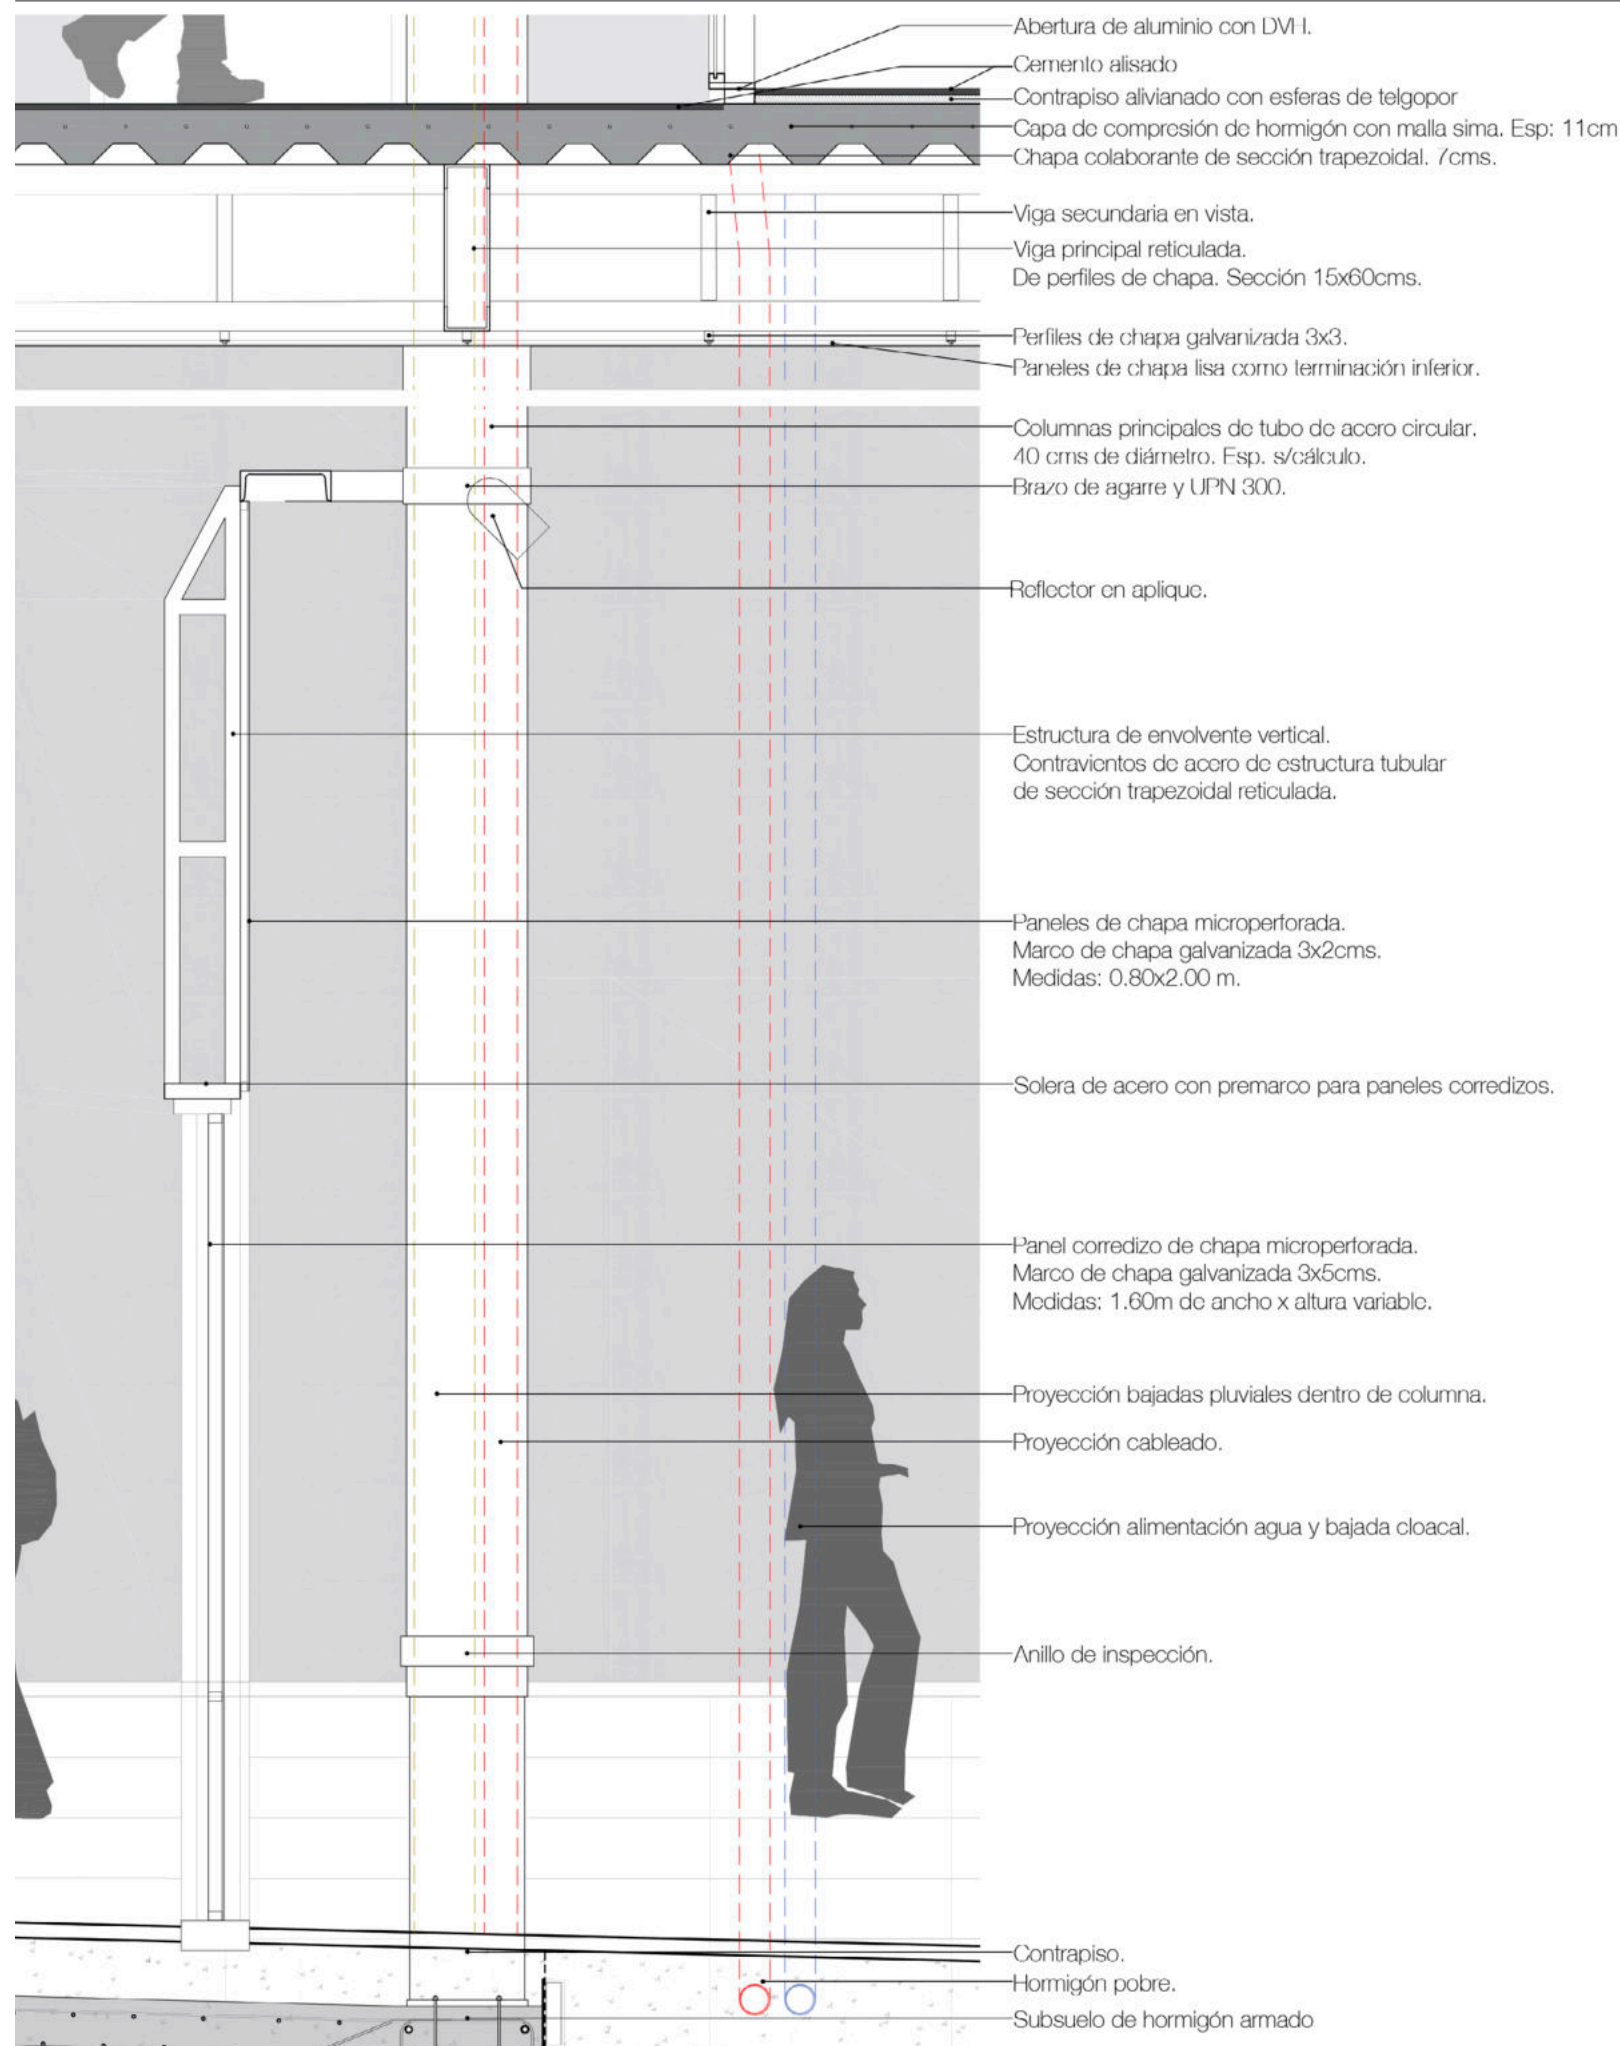 Abertura de aluminio con DVH.
Cemento alisado
Contrapiso alivianado con esferas de telgopor
Capa de compresión de hormigón con malla sima. Esp: 11cm
Chapa colaborante de sección trapezoidal. 7cms.
Viga secundaria en vista.
Viga principal reticulada.
De perfiles de chapa. Sección 15x60cms.
Perfiles de chapa galvanizada 3x3.
Paneles de chapa lisa como terminación inferior.
Columnas principales de tubo de acero circular.
40 cms de diámetro. Esp. s/cálculo.
Brazo de agarre y UPN 300.
Reflector en aplique.
Estructura de envolvente vertical.
Contravientos de acero de estructura tubular
de sección trapezoidal reticulada.
Paneles de chapa microperforada.
Marco de chapa galvanizada 3x2cms.
Medidas: 0.80x2.00 m.
Solera de acero con premarco para paneles corredizos.
Panel corredizo de chapa microperforada.
Marco de chapa galvanizada 3x5cms.
Medidas: 1.60m de ancho x altura variable.
Proyección bajadas pluviales dentro de columna.
Proyección cableado.
Proyección alimentación agua y bajada cloacal.
Anillo de inspección.
Contrapiso.
Hormigón pobre.
Subsuelo de hormigón armado